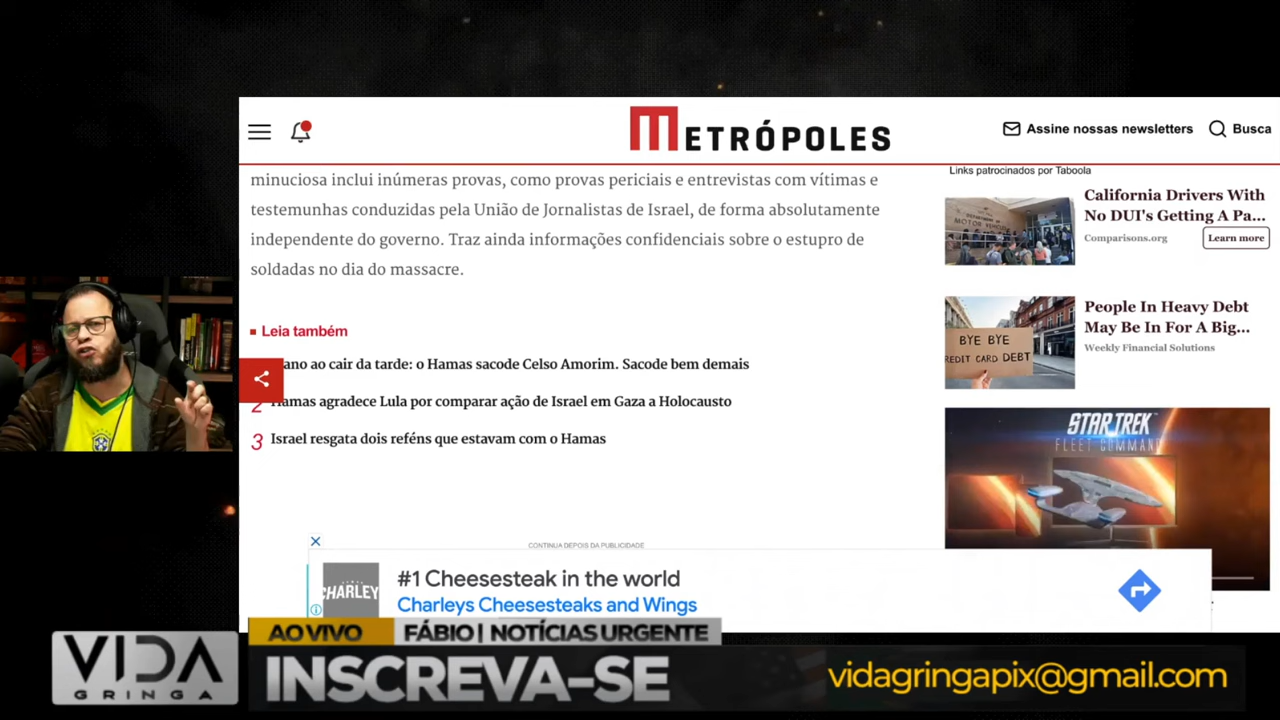 METRÓPOLES
Assine nossas newsletters
Busca
minuciosa inclui inúmeras provas, como provas periciais e entrevistas com vítimas e
testemunhas conduzidas pela União de Jornalistas de Israel, de forma absolutamente
independente do governo. Traz ainda informações confidenciais sobre o estupro de
soldadas no dia do massacre.
Leia também
ano ao cair da tarde: o Hamas sacode Celso Amorim. Sacode bem demais
2 Hamas agradece Lula por comparar ação de Israel em Gaza a Holocausto
3 Israel resgata dois reféns que estavam com o Hamas
Links patrocinados por Taboola
California Drivers With
No DUI's Getting A Pa...
Comparisons.org
Learn more
People In Heavy Debt
May Be In For A Big...
Weekly Financial Solutions
BYE BYE
CREDIT CARD DEBT
STAR TREK
FLEET COMMAND
CONTINUA DEPOIS DA PUBLICIDADE
CHARLEY
#1 Cheesesteak in the world
Charleys Cheesesteaks and Wings
AO VIVO
FÁBIO | NOTÍCIAS URGENTE
VIDA
GRINGA
INSCREVA-SE
vidagringapix@gmail.com